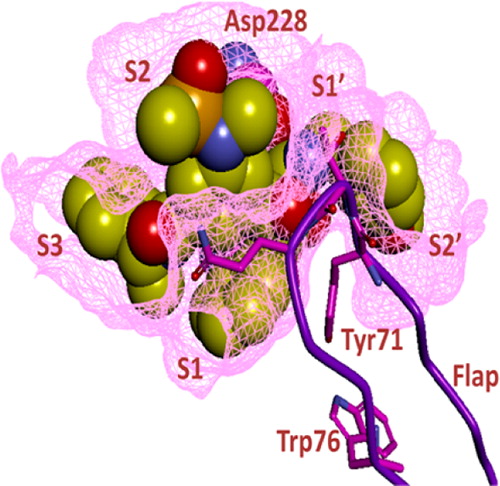 Asp228
S2
S1’
S3
S2’
S1
Tyr71
Flap
Trp76